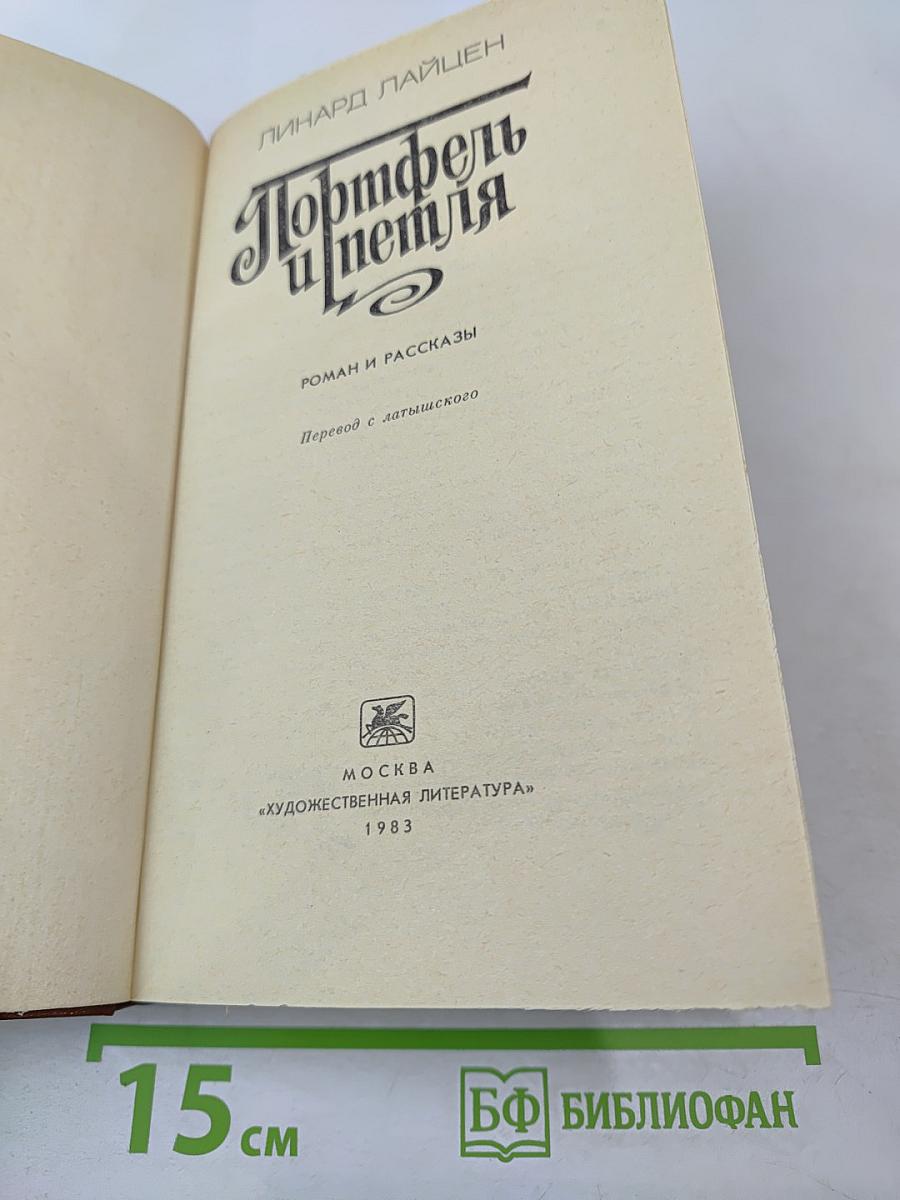 ЛИНАРД ЛАЙЦЕН
Портфель
и петля
РОМАН И РАССКАЗЫ
Перевод с латышского
МОСКВА
«ХУДОЖЕСТВЕННАЯ ЛИТЕРАТУРА»
1983
15 см
БФ БИБЛИОФАН